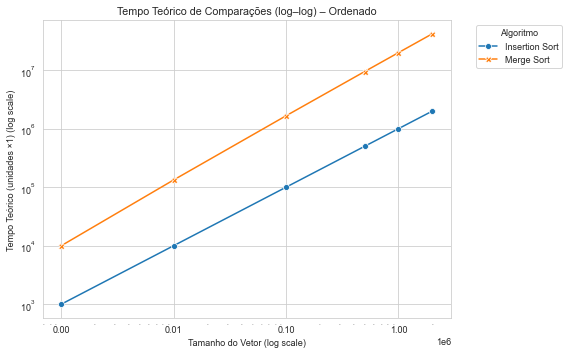 Tempo Teórico de Comparações (log–log) – Ordenado
Algoritmo
Insertion Sort
Merge Sort
Tempo Teórico (unidades ×1) (log scale)
10⁷
10⁶
10⁵
10⁴
10³
0.00 0.01 0.10 1.00
1e6
Tamanho do Vetor (log scale)